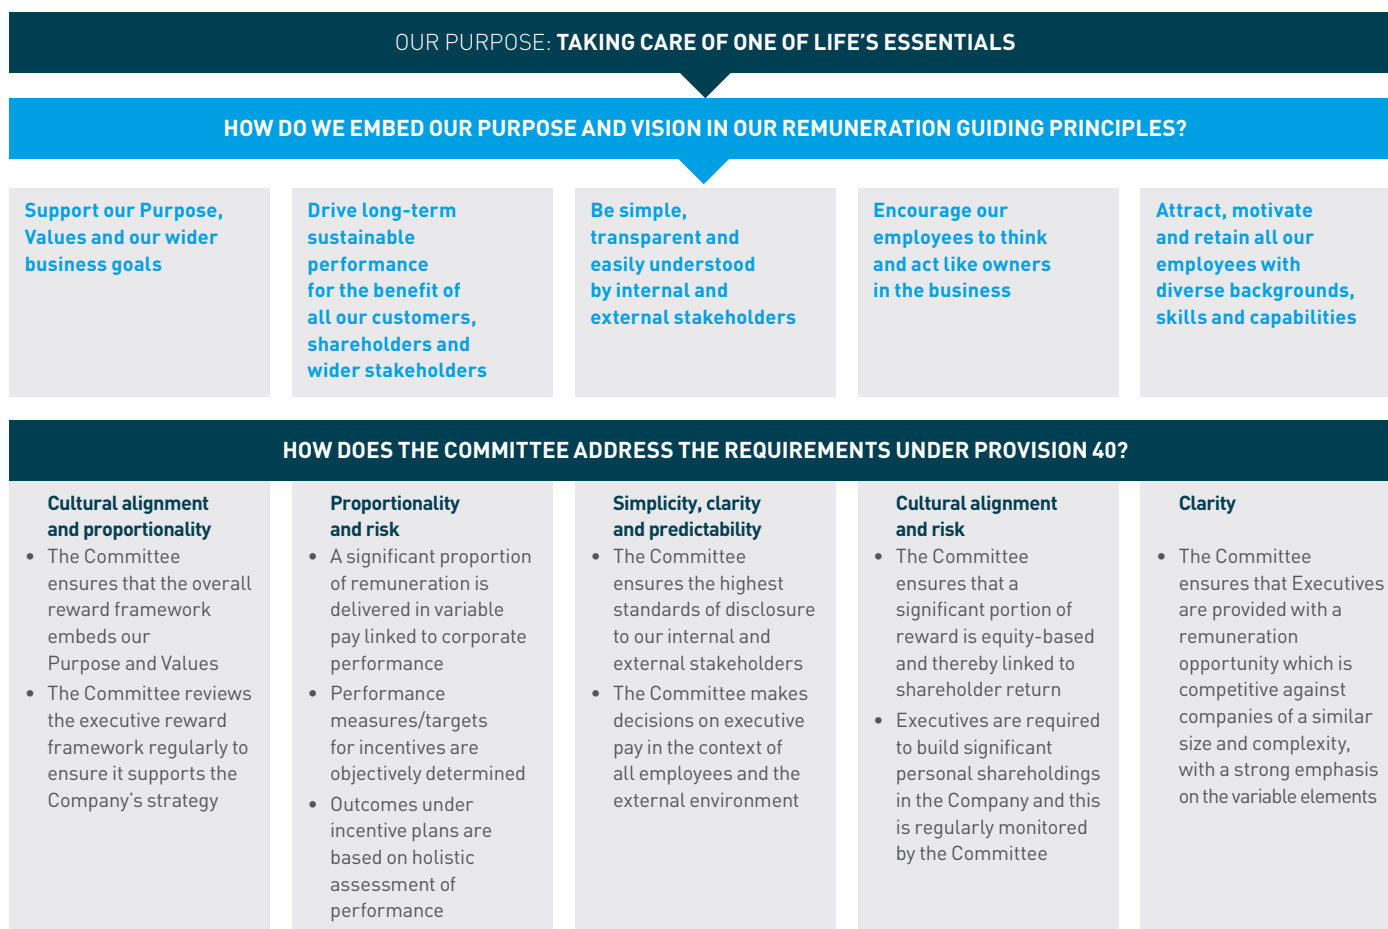 OUR PURPOSE: TAKING CARE OF ONE OF LIFE’S ESSENTIALS
HOW DO WE EMBED OUR PURPOSE AND VISION IN OUR REMUNERATION GUIDING PRINCIPLES?
Support our Purpose,
Values and our wider
business goals
Drive long-term
sustainable
performance
for the benefit of
all our customers,
shareholders and
wider stakeholders
Be simple,
transparent and
easily understood
by internal and
external stakeholders
Encourage our
employees to think
and act like owners
in the business
Attract, motivate
and retain all our
employees with
diverse backgrounds,
skills and capabilities
HOW DOES THE COMMITTEE ADDRESS THE REQUIREMENTS UNDER PROVISION 40?
Cultural alignment
and proportionality
• The Committee
ensures that the overall
reward framework
embeds our
Purpose and Values
• The Committee reviews
the executive reward
framework regularly to
ensure it supports the
Company’s strategy
Proportionality
and risk
• A significant proportion
of remuneration is
delivered in variable
pay linked to corporate
performance
• Performance
measures/targets
for incentives are
objectively determined
• Outcomes under
incentive plans are
based on holistic
assessment of
performance
Simplicity, clarity
and predictability
• The Committee
ensures the highest
standards of disclosure
to our internal and
external stakeholders
• The Committee makes
decisions on executive
pay in the context of
all employees and the
external environment
Cultural alignment
and risk
• The Committee
ensures that a
significant portion of
reward is equity-based
and thereby linked to
shareholder return
• Executives are required
to build significant
personal shareholdings
in the Company and this
is regularly monitored
by the Committee
Clarity
• The Committee
ensures that Executives
are provided with a
remuneration
opportunity which is
competitive against
companies of a similar
size and complexity,
with a strong emphasis
on the variable elements